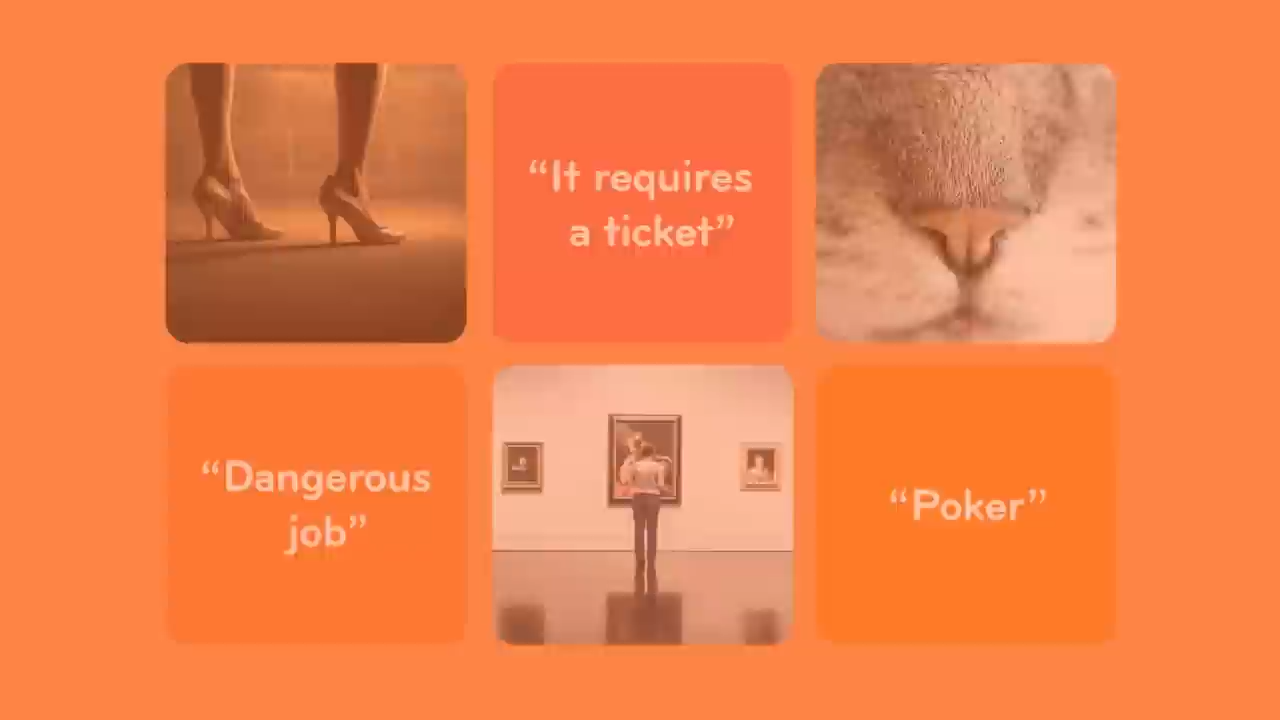 “It requires
a ticket”
“Dangerous
job”
“Poker”